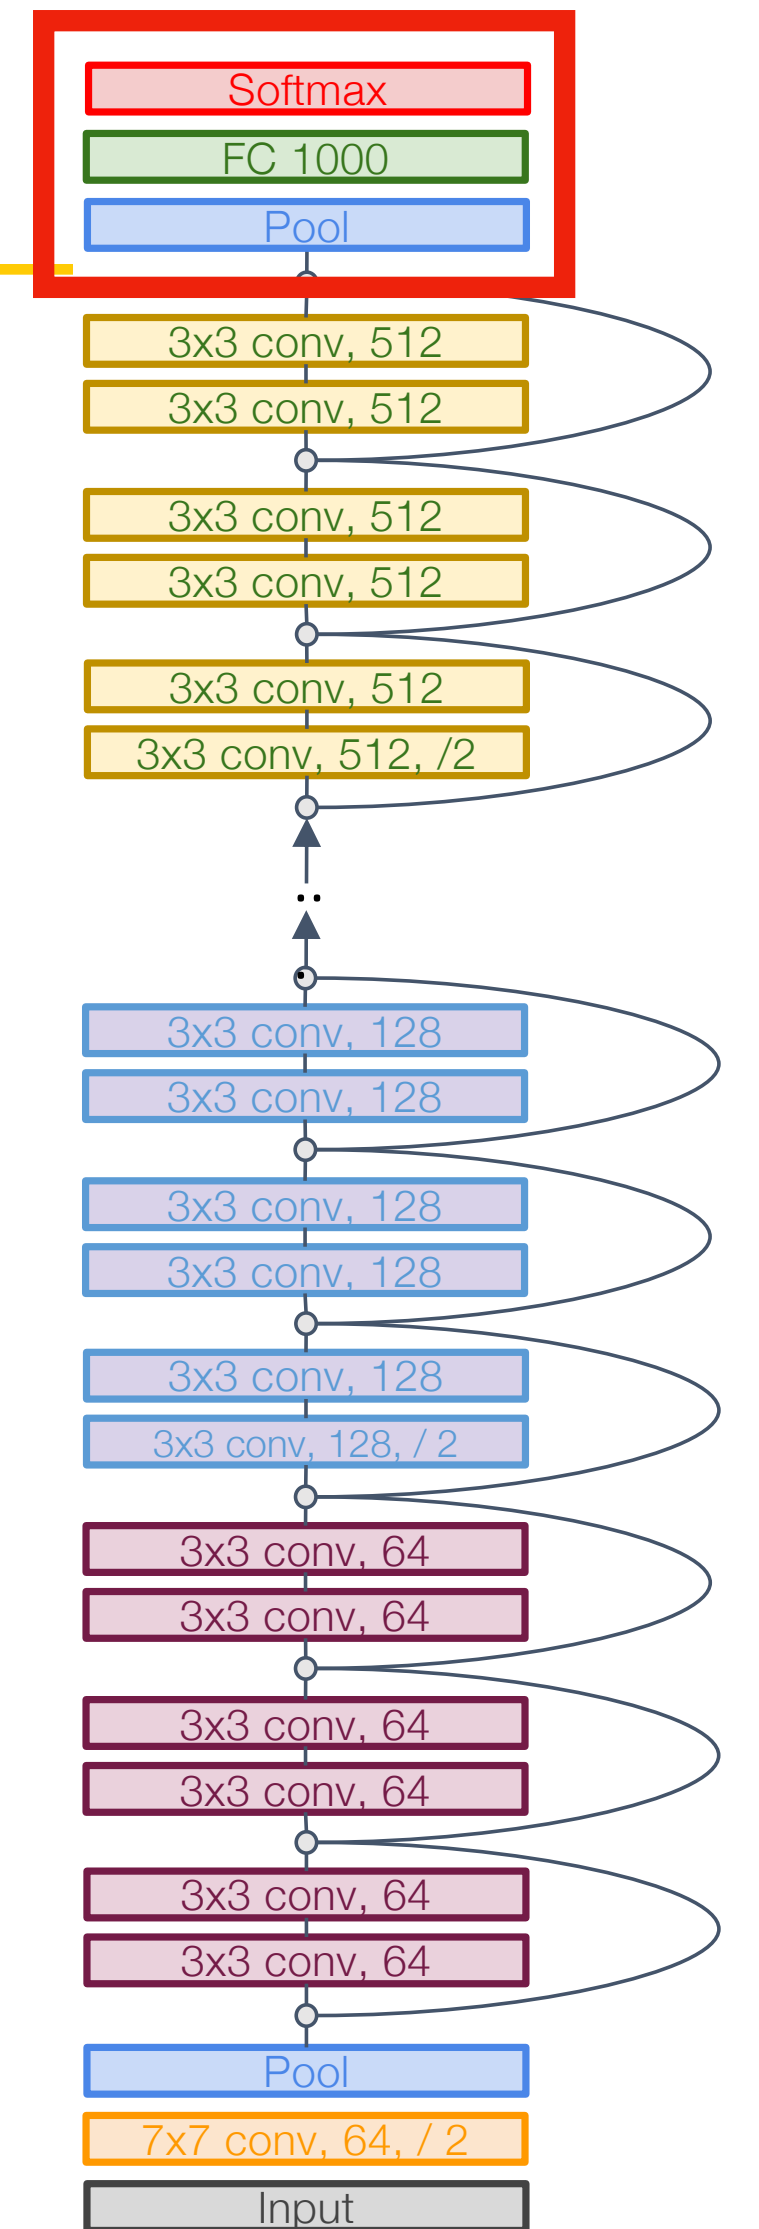 Softmax
FC 1000
Pool
3x3 conv, 512
3x3 conv, 512
3x3 conv, 512
3x3 conv, 512
3x3 conv, 512
3x3 conv, 512, /2
..
.
3x3 conv, 128
3x3 conv, 128
3x3 conv, 128
3x3 conv, 128
3x3 conv, 128
3x3 conv, 128, / 2
3x3 conv, 64
3x3 conv, 64
3x3 conv, 64
3x3 conv, 64
3x3 conv, 64
3x3 conv, 64
Pool
7x7 conv, 64, / 2
Input